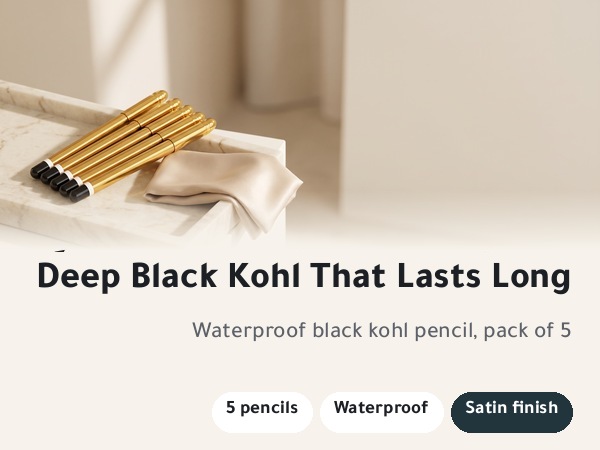 Deep Black Kohl That Lasts Long
Waterproof black kohl pencil, pack of 5
5 pencils
Waterproof
Satin finish